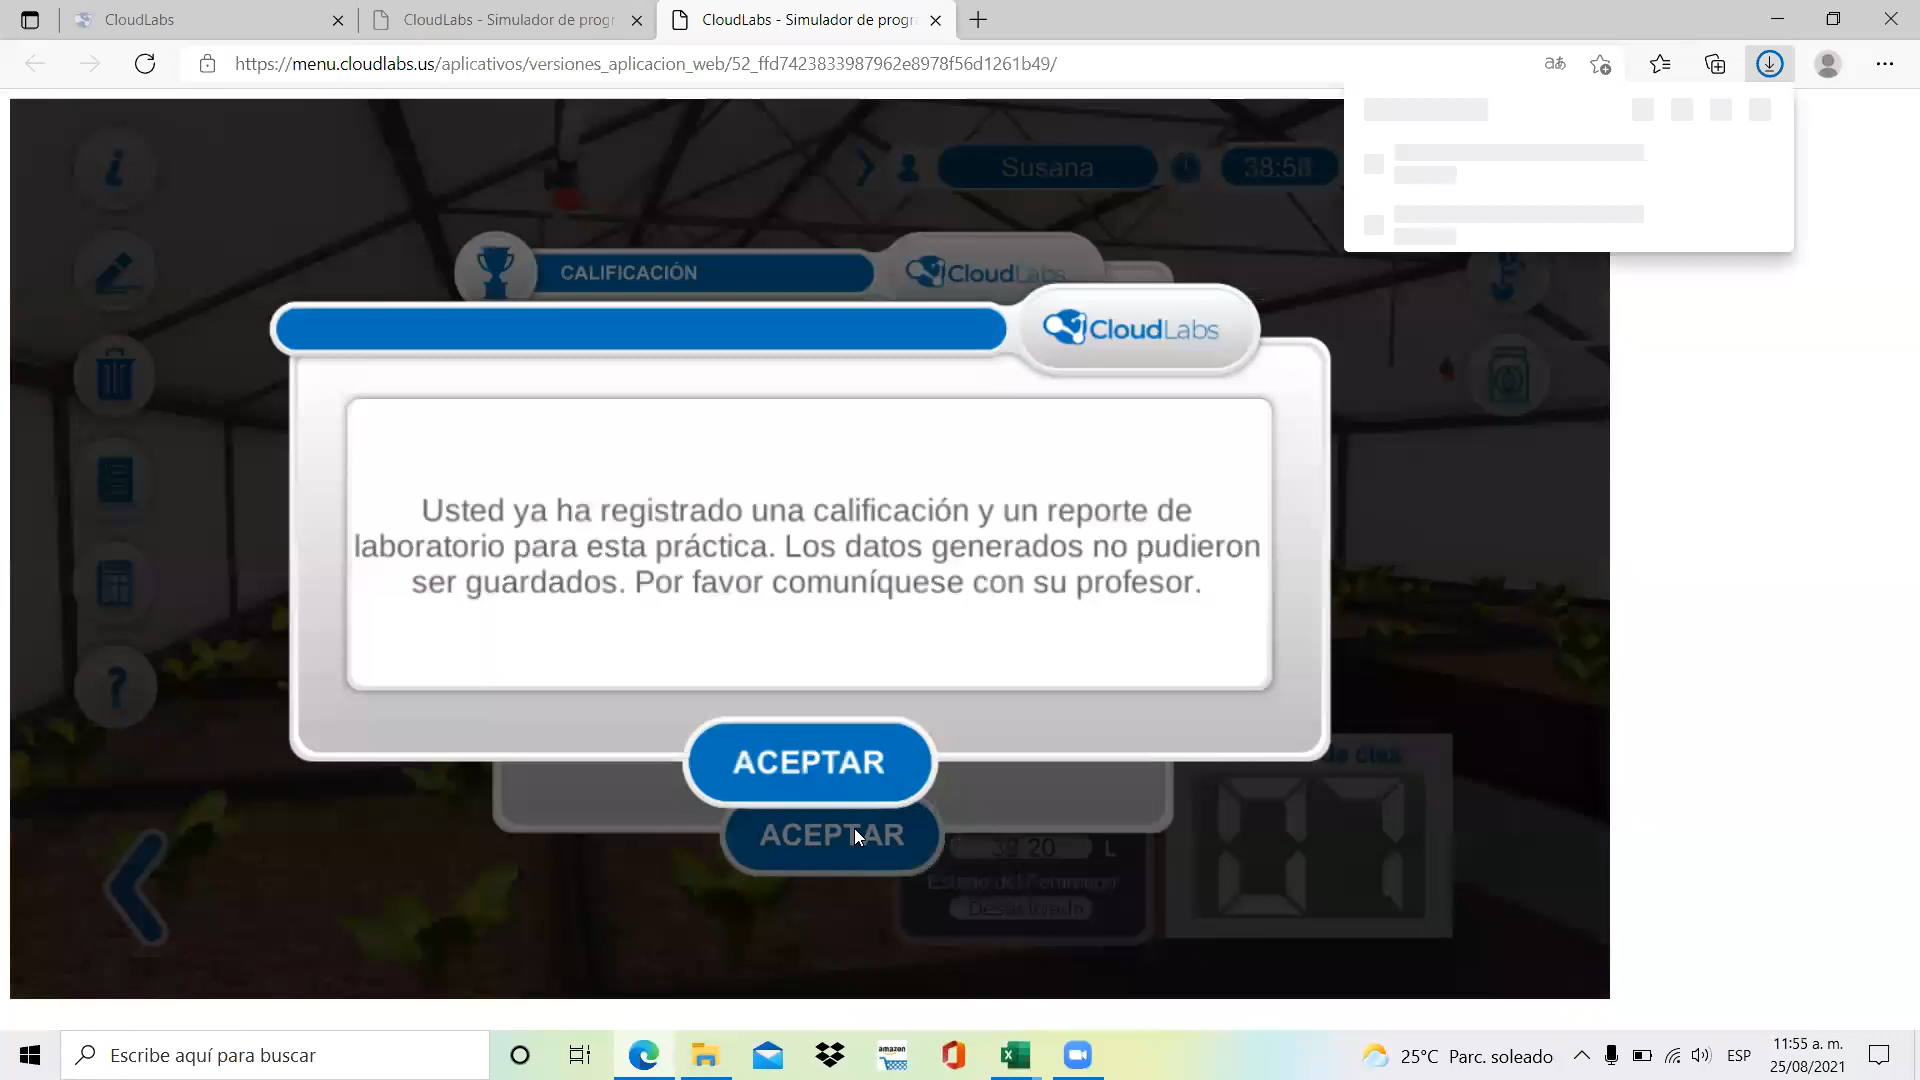 CloudLabs
CloudLabs - Simulador de progr
CloudLabs - Simulador de progr
https://menu.cloudlabs.us/aplicativos/versiones_aplicacion_web/52_ffd7423833987962e8978f56d1261b49/
Susana
CALIFICACIÓN
CloudLabs
CloudLabs
Usted ya ha registrado una calificación y un reporte de
laboratorio para esta práctica. Los datos generados no pudieron
ser guardados. Por favor comuníquese con su profesor.
ACEPTAR
ACEPTAR
L
Desactivado
Escribe aquí para buscar
amazon
25°C Parc. soleado
ESP
11:55 a. m.
25/08/2021